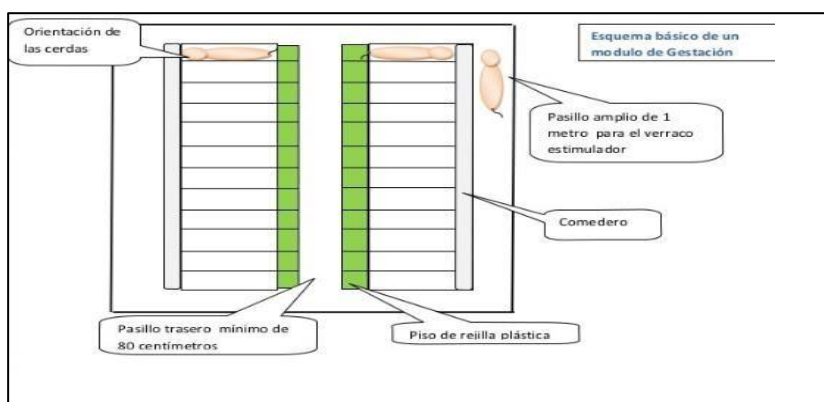 Orientación de
las cerdas
Esquema básico de un
modulo de Gestación
Pasillo amplio de 1
metro para el verraco
estimulador
Comedero
Pasillo trasero mínimo de
80 centímetros
Piso de rejilla plástica